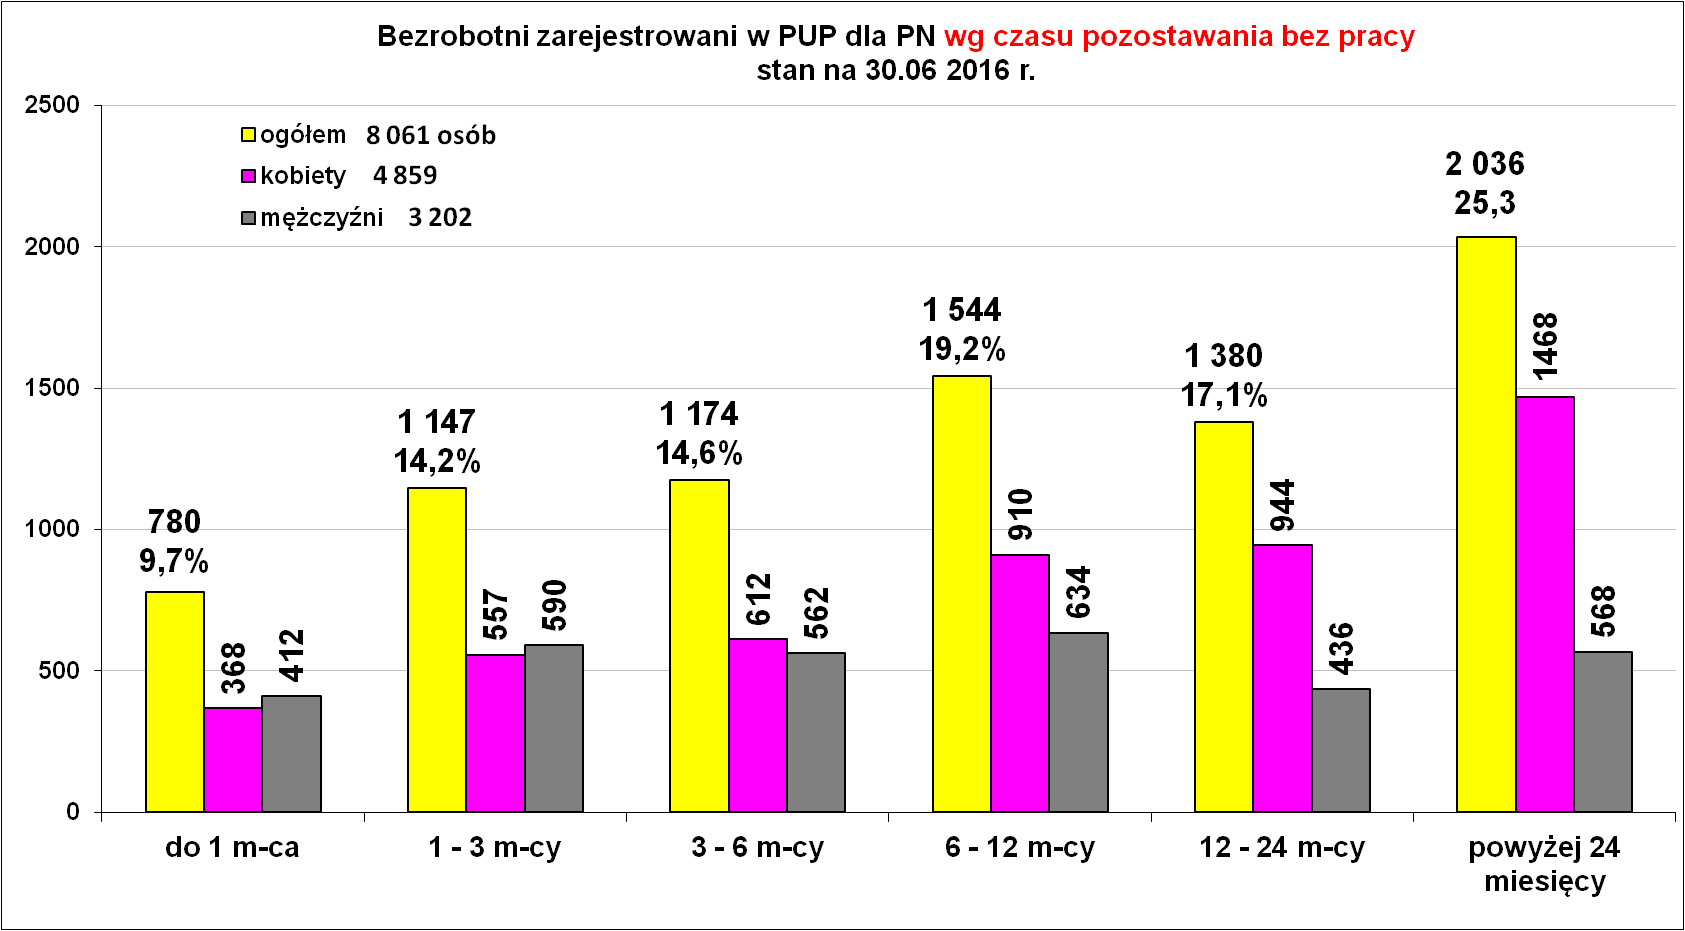 Bezrobotni zarejestrowani w PUP dla PN wg czasu pozostawania bez pracy
stan na 30.06 2016 r.
2500
2000
1500
1000
500
0
ogółem 8 061 osób
kobiety 4 859
mężczyźni 3 202
780
9,7%
368
412
1 147
14,2%
557
590
1 174
14,6%
612
562
1 544
19,2%
910
634
1 380
17,1%
944
436
2 036
25,3
1468
568
do 1 m-ca
1 - 3 m-cy
3 - 6 m-cy
6 - 12 m-cy
12 - 24 m-cy
powyżej 24
miesięcy